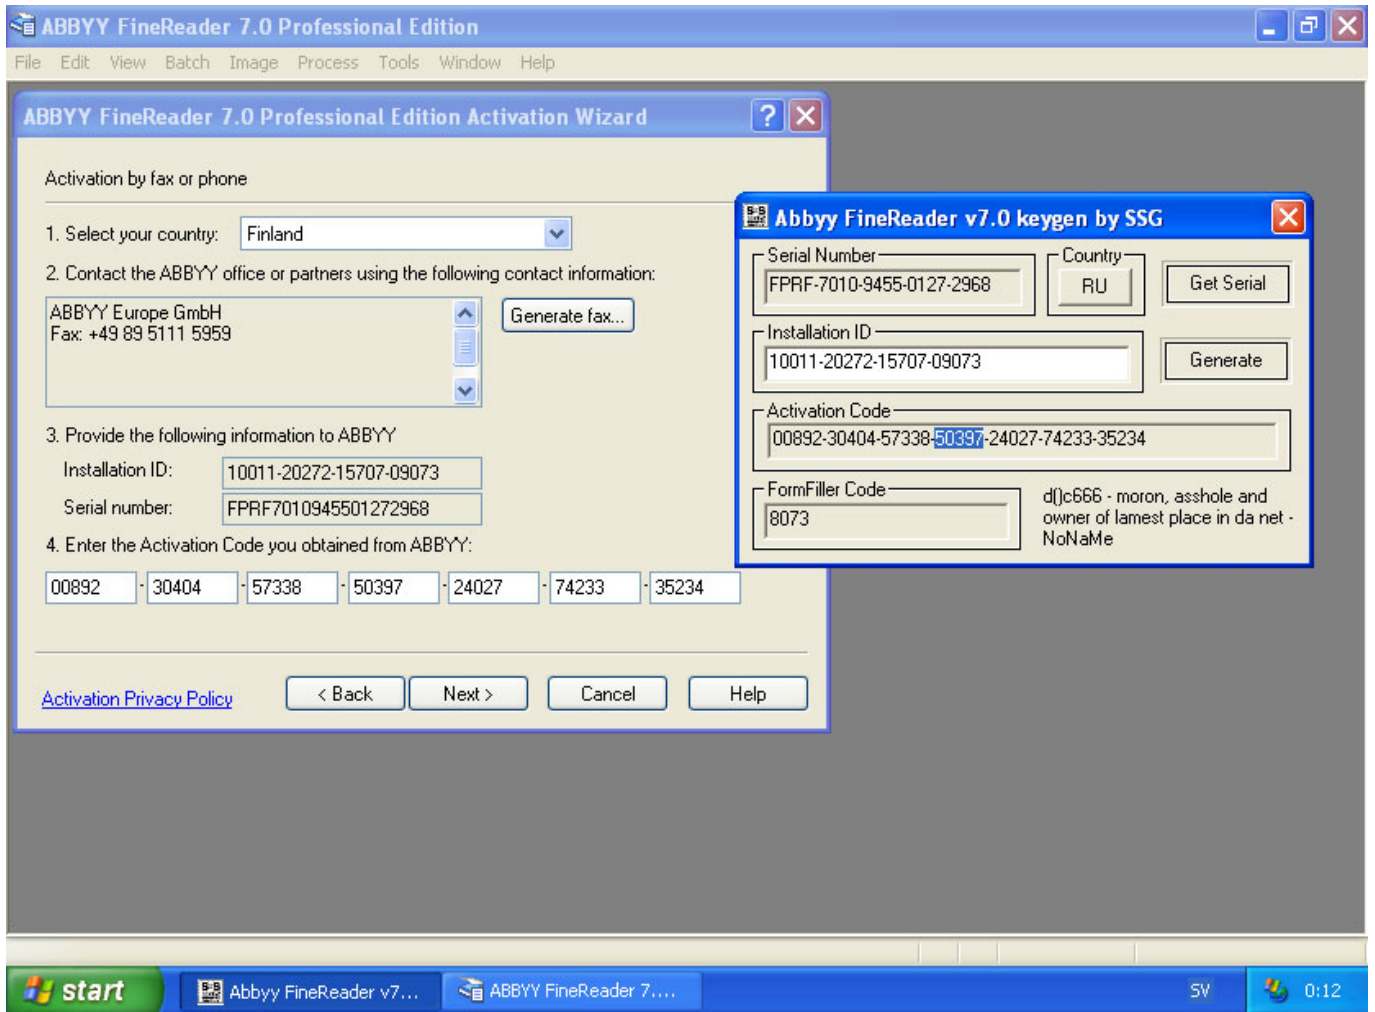 ABBYY FineReader 7.0 Professional Edition
File Edit View Batch Image Process Tools Window Help
ABBYY FineReader 7.0 Professional Edition Activation Wizard
Activation by fax or phone
1. Select your country: Finland
2. Contact the ABBYY office or partners using the following contact information:
ABBYY Europe GmbH
Fax: +49 89 5111 5959
Generate fax...
3. Provide the following information to ABBYY
Installation ID: 10011-20272-15707-09073
Serial number: FPRF7010945501272968
4. Enter the Activation Code you obtained from ABBYY:
00892 - 30404 - 57338 - 50397 - 24027 - 74233 - 35234
Activation Privacy Policy < Back Next > Cancel Help
Abbyy FineReader v7.0 keygen by SSG
Serial Number Country
FPRF-7010-9455-0127-2968 RU Get Serial
Installation ID
10011-20272-15707-09073 Generate
Activation Code
00892-30404-57338-50397-24027-74233-35234
FormFiller Code
8073
d()c666 - moron, asshole and
owner of lamest place in da net -
NoNaMe
start Abbyy FineReader v7... ABBYY FineReader 7.... SV 0:12